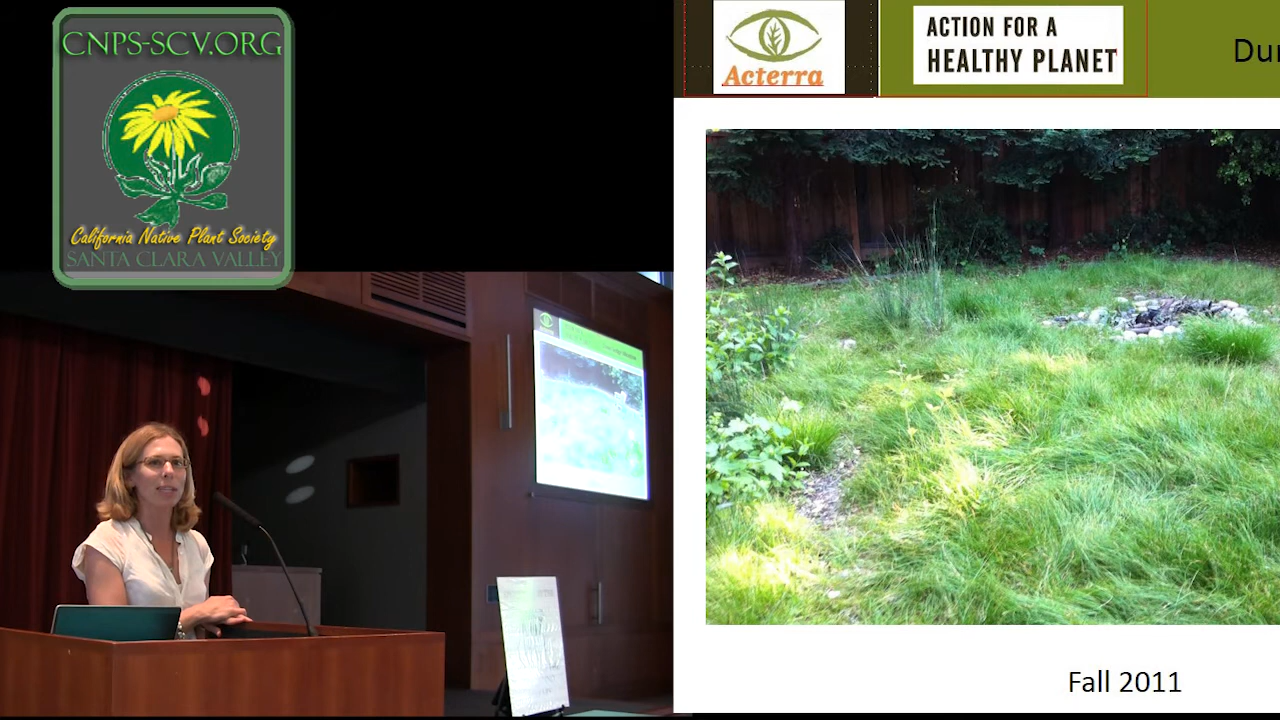 CNPS-SCV.ORG
California Native Plant Society
SANTA CLARA VALLEY
Acterra
ACTION FOR A
HEALTHY PLANET
Fall 2011